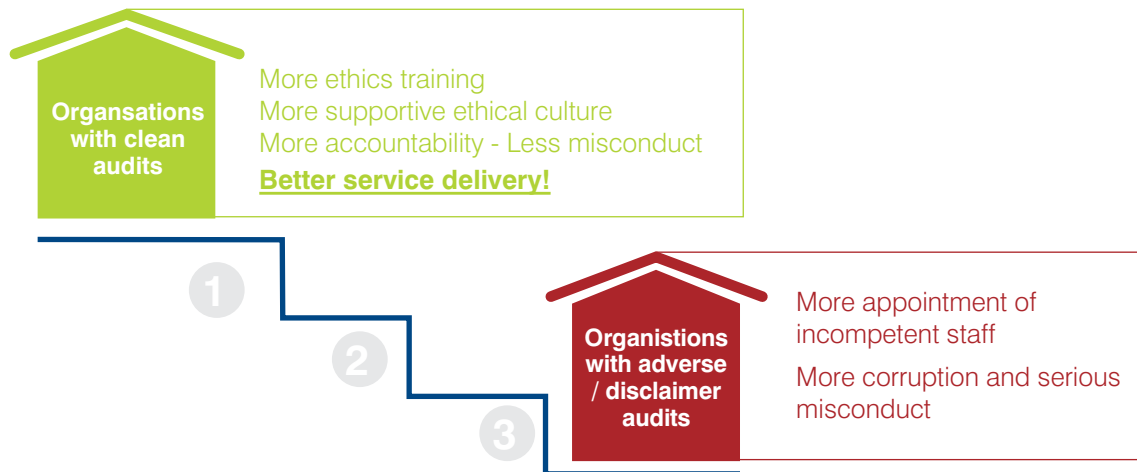 Organsations
with clean
audits
More ethics training
More supportive ethical culture
More accountability - Less misconduct
Better service delivery!
1
2
3
Organistions
with adverse
/ disclaimer
audits
More appointment of
incompetent staff
More corruption and serious
misconduct